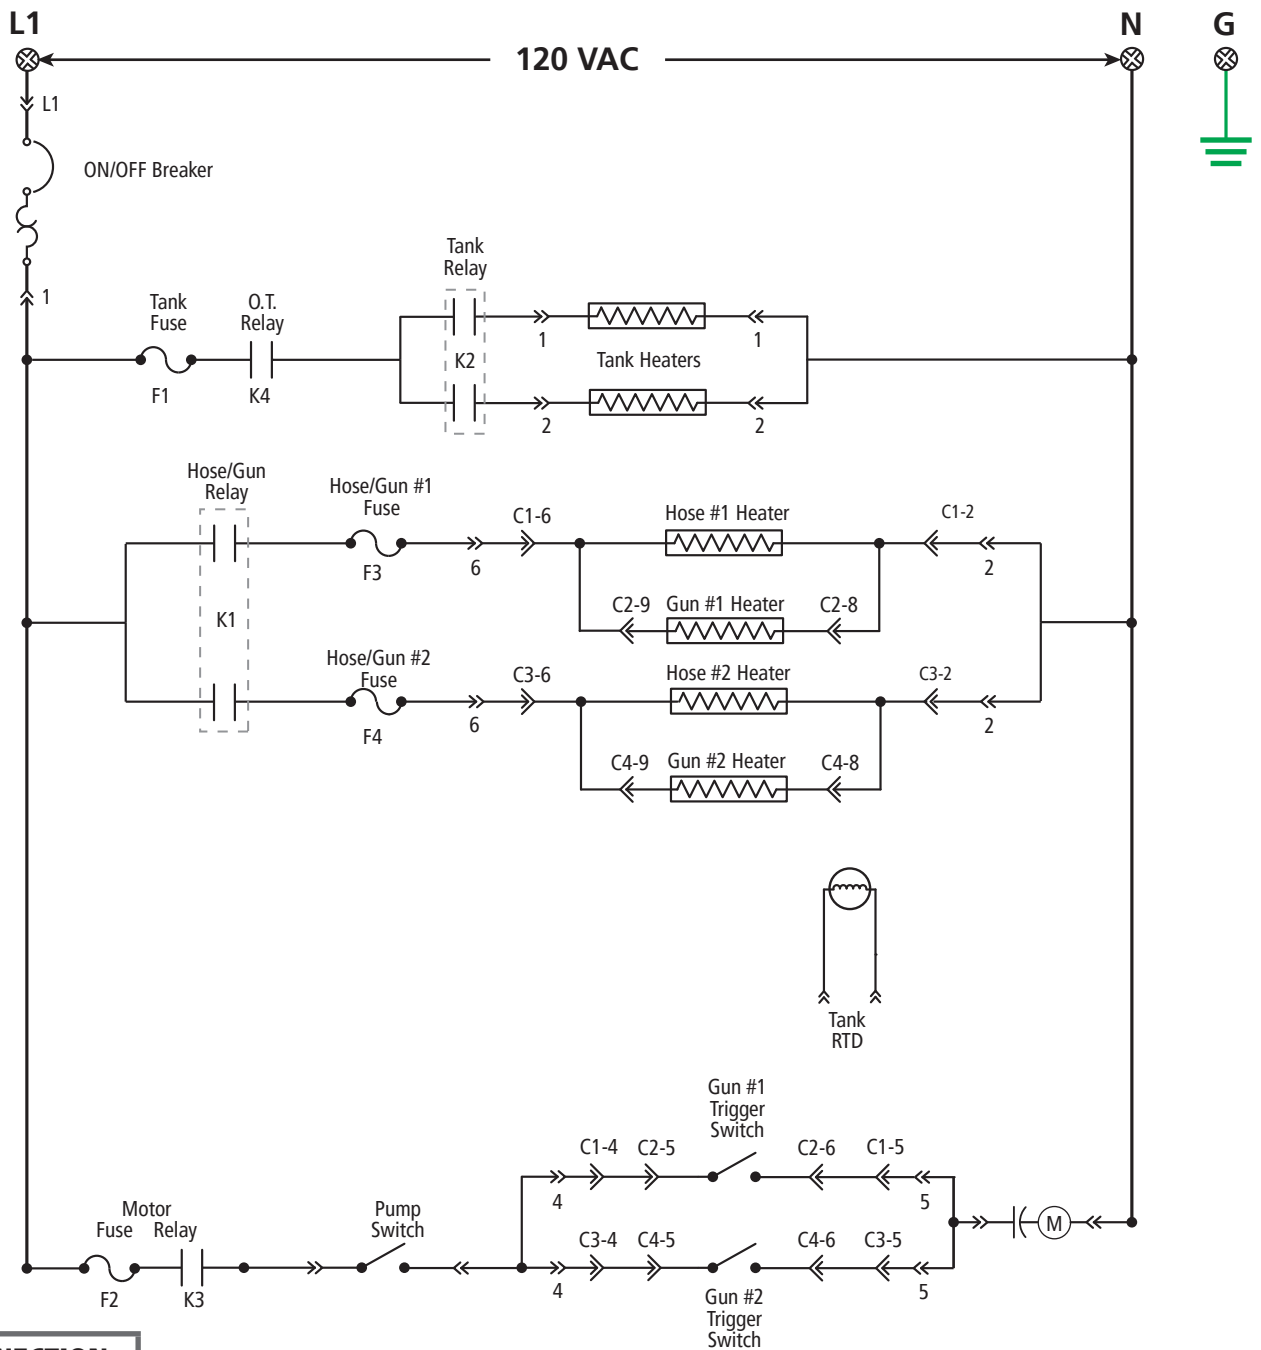 L1
N
G
120 VAC
L1
ON/OFF Breaker
1
Tank
Fuse
F1
O.T.
Relay
K4
Tank
Relay
K2
1
1
Tank Heaters
2
2
Hose/Gun
Relay
K1
Hose/Gun #1
Fuse
F3
6
C1-6
Hose #1 Heater
C1-2
2
C2-9
Gun #1 Heater
C2-8
Hose/Gun #2
Fuse
F4
6
C3-6
Hose #2 Heater
C3-2
2
C4-9
Gun #2 Heater
C4-8
Tank
RTD
Gun #1
Trigger
Switch
C1-4
C2-5
C2-6
C1-5
4
5
Motor
Fuse Relay
F2
K3
Pump
Switch
M
C3-4
C4-5
C4-6
C3-5
4
5
Gun #2
Trigger
Switch